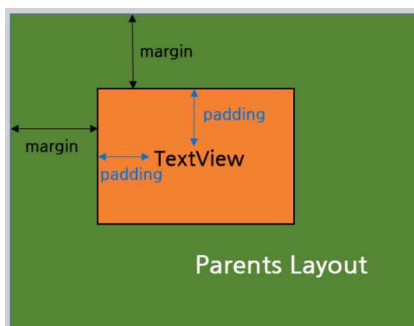 margin
padding
margin
TextView
padding
Parents Layout